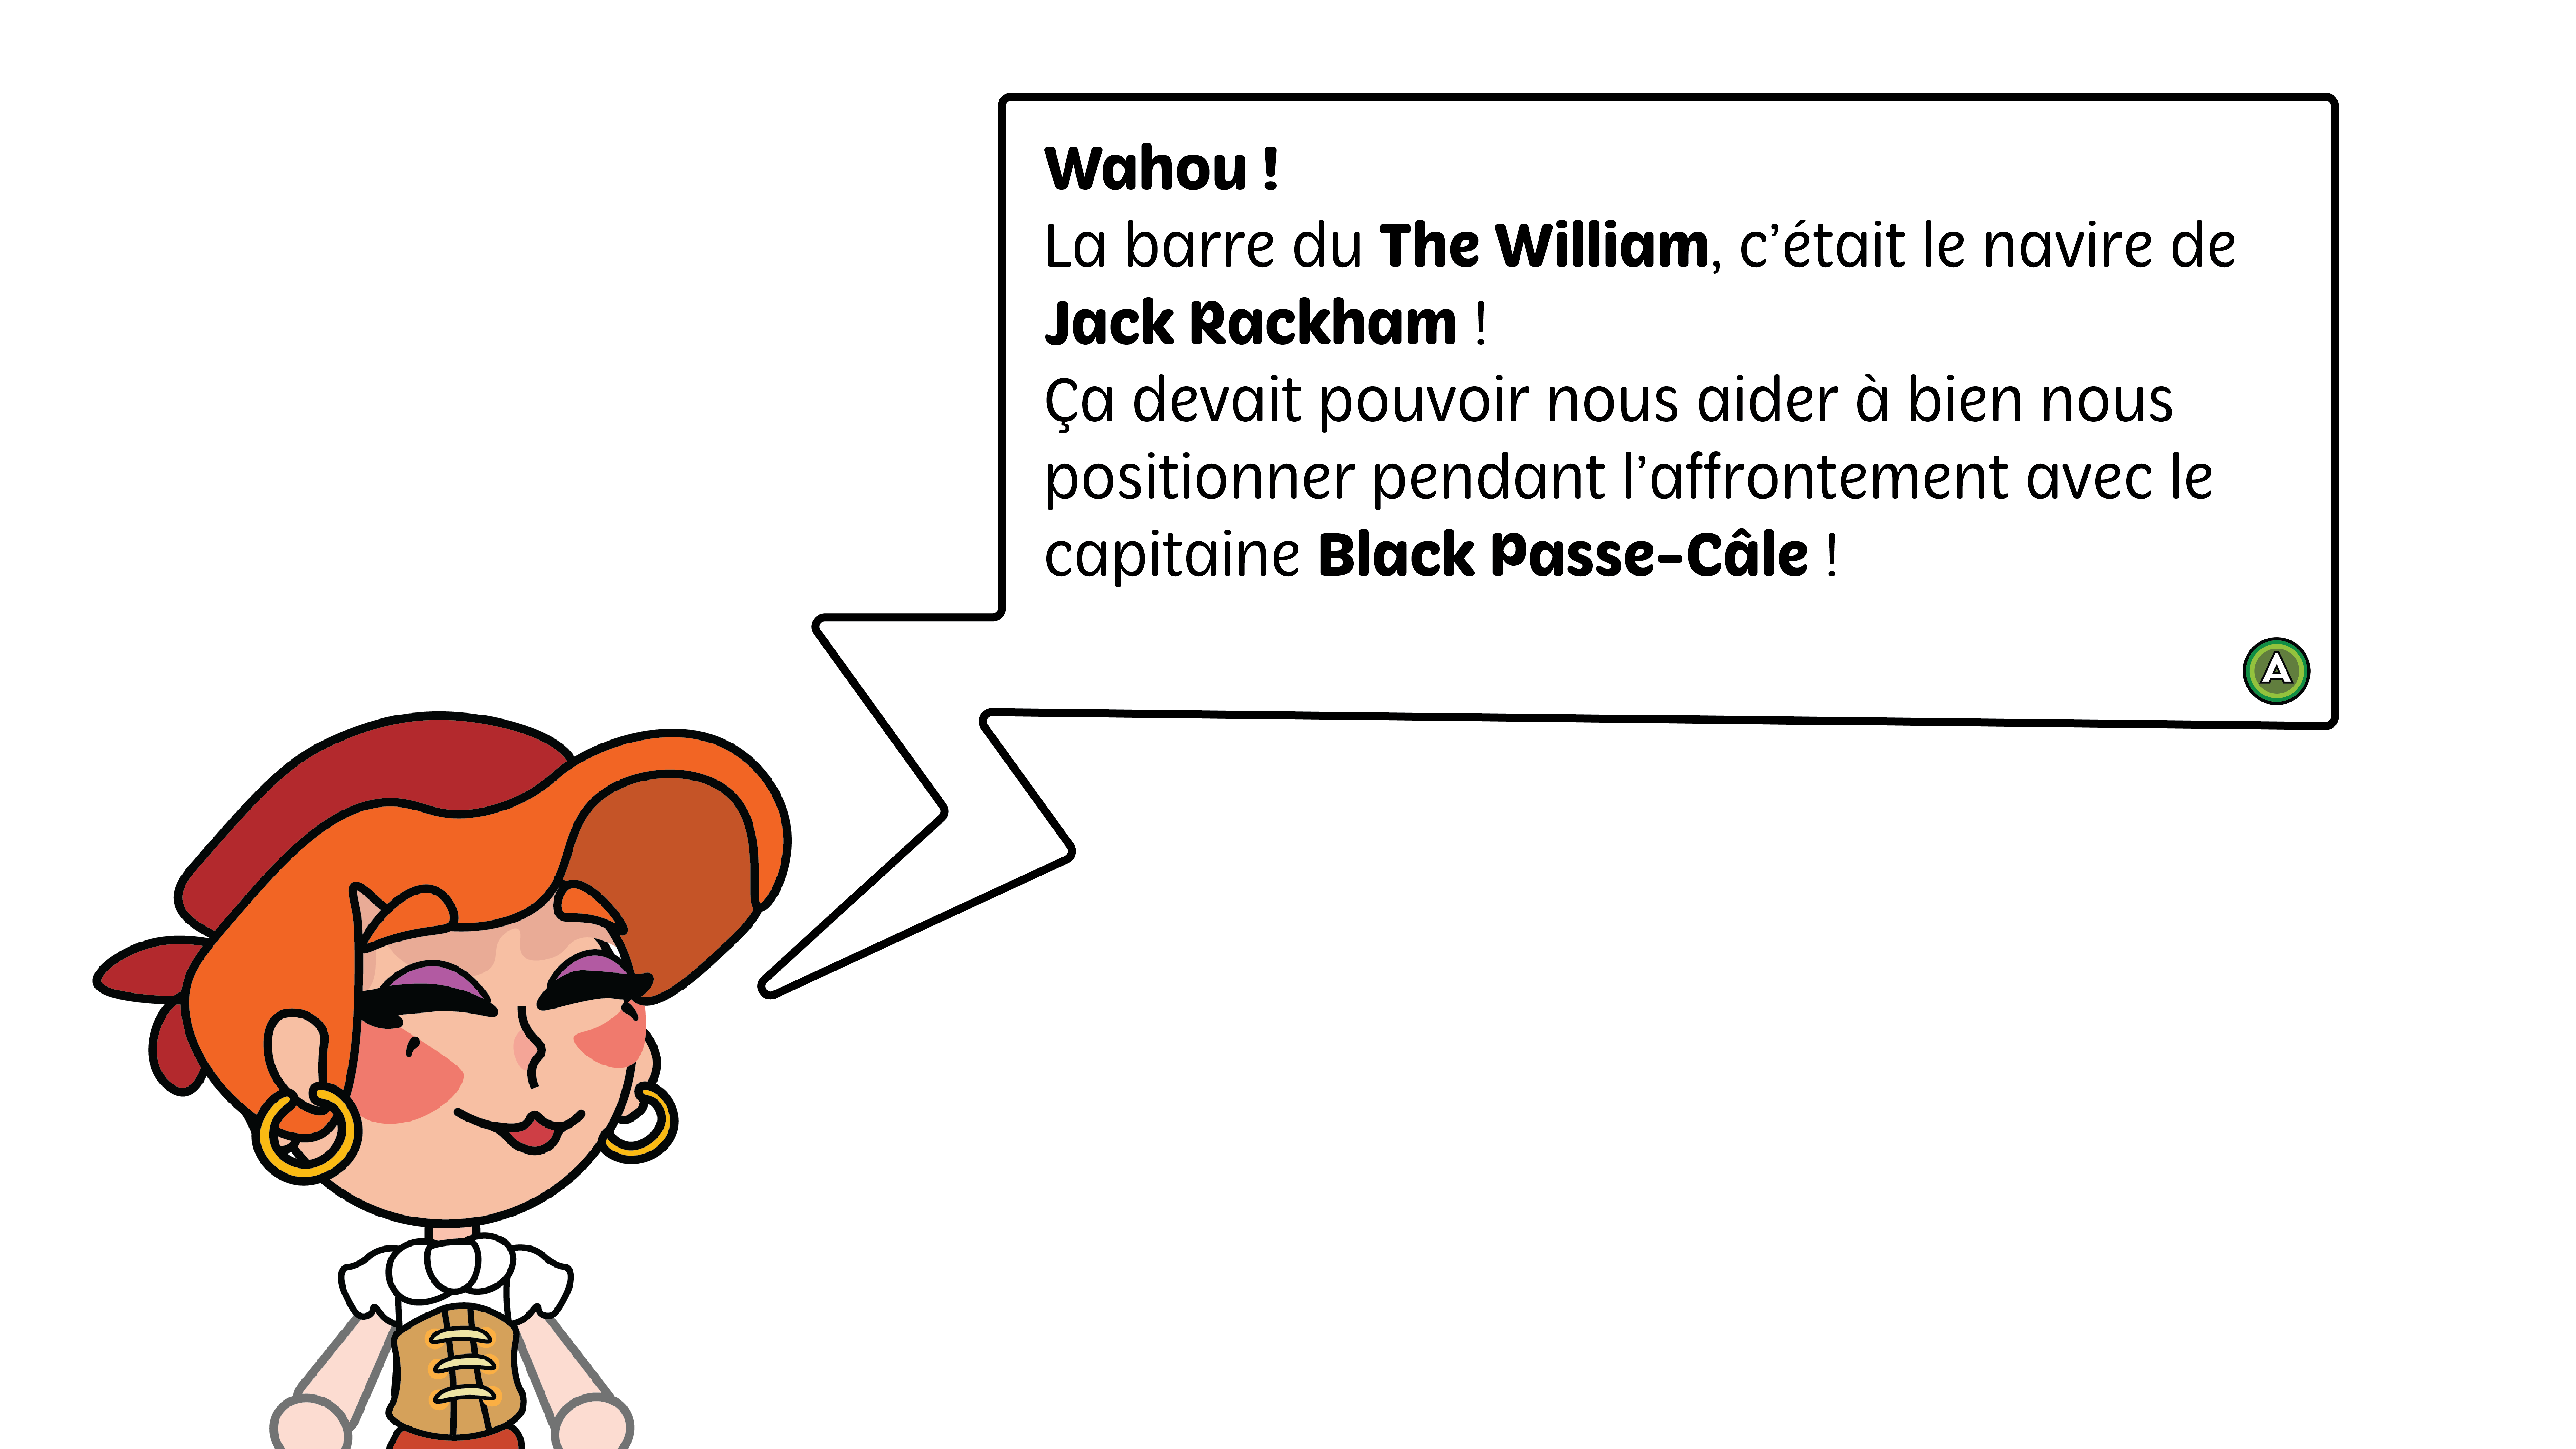 Wahou !
La barre du The William, c’était le navire de
Jack Rackham !
Ça devait pouvoir nous aider à bien nous
positionner pendant l’affrontement avec le
capitaine Black Passe-Câle !
A